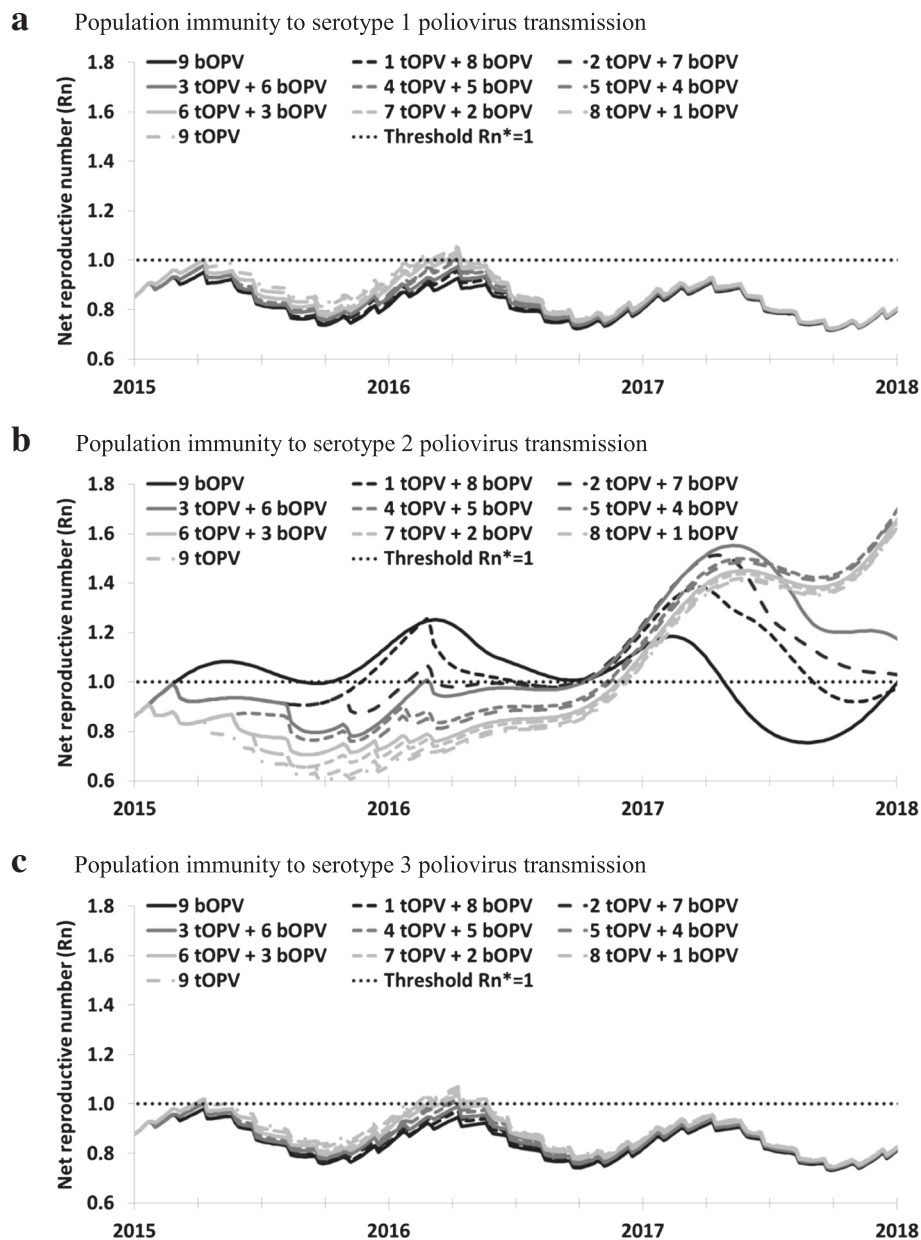 a Population immunity to serotype 1 poliovirus transmission
Net reproductive number (Rn)
1.8
1.6
1.4
1.2
1.0
0.8
0.6
9 bOPV 1 tOPV + 8 bOPV 2 tOPV + 7 bOPV
3 tOPV + 6 bOPV 4 tOPV + 5 bOPV 5 tOPV + 4 bOPV
6 tOPV + 3 bOPV 7 tOPV + 2 bOPV 8 tOPV + 1 bOPV
9 tOPV Threshold Rn*=1
2015 2016 2017 2018
b Population immunity to serotype 2 poliovirus transmission
Net reproductive number (Rn)
1.8
1.6
1.4
1.2
1.0
0.8
0.6
9 bOPV 1 tOPV + 8 bOPV 2 tOPV + 7 bOPV
3 tOPV + 6 bOPV 4 tOPV + 5 bOPV 5 tOPV + 4 bOPV
6 tOPV + 3 bOPV 7 tOPV + 2 bOPV 8 tOPV + 1 bOPV
9 tOPV Threshold Rn*=1
2015 2016 2017 2018
c Population immunity to serotype 3 poliovirus transmission
Net reproductive number (Rn)
1.8
1.6
1.4
1.2
1.0
0.8
0.6
9 bOPV 1 tOPV + 8 bOPV 2 tOPV + 7 bOPV
3 tOPV + 6 bOPV 4 tOPV + 5 bOPV 5 tOPV + 4 bOPV
6 tOPV + 3 bOPV 7 tOPV + 2 bOPV 8 tOPV + 1 bOPV
9 tOPV Threshold Rn*=1
2015 2016 2017 2018